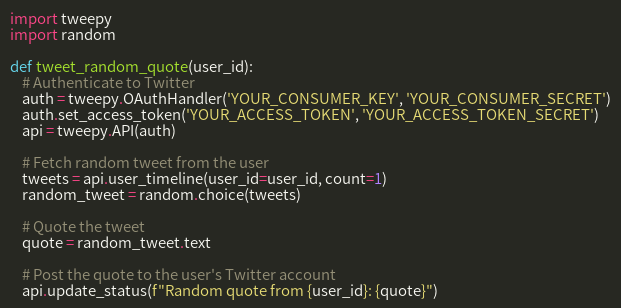 import tweepy
import random
def tweet_random_quote(user_id):
# Authenticate to Twitter
auth = tweepy.OAuthHandler('YOUR_CONSUMER_KEY', 'YOUR_CONSUMER_SECRET')
auth.set_access_token('YOUR_ACCESS_TOKEN', 'YOUR_ACCESS_TOKEN_SECRET')
api = tweepy.API(auth)
# Fetch random tweet from the user
tweets = api.user_timeline(user_id=user_id, count=1)
random_tweet = random.choice(tweets)
# Quote the tweet
quote = random_tweet.text
# Post the quote to the user's Twitter account
api.update_status(f"Random quote from {user_id}: {quote}")